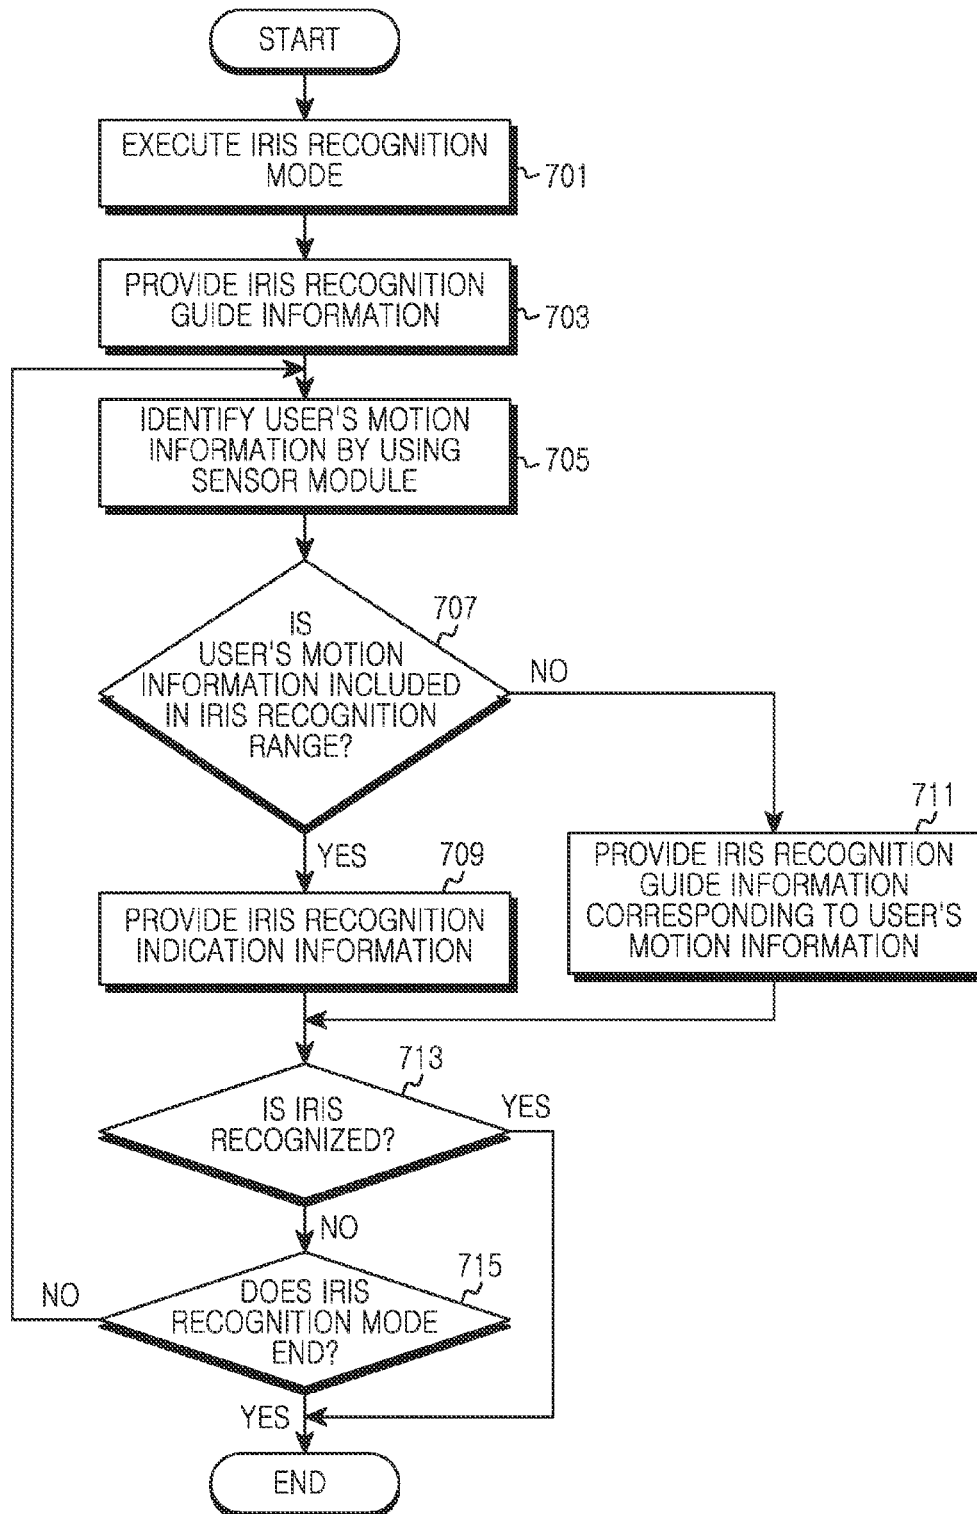 START
EXECUTE IRIS RECOGNITION
MODE
701
PROVIDE IRIS RECOGNITION
GUIDE INFORMATION
703
IDENTIFY USER'S MOTION
INFORMATION BY USING
SENSOR MODULE
705
707
IS
USER'S MOTION
INFORMATION INCLUDED
IN IRIS RECOGNITION
RANGE?
NO
YES
709
PROVIDE IRIS RECOGNITION
INDICATION INFORMATION
711
PROVIDE IRIS RECOGNITION
GUIDE INFORMATION
CORRESPONDING TO USER'S
MOTION INFORMATION
713
IS IRIS
RECOGNIZED?
YES
NO
715
DOES IRIS
RECOGNITION MODE
END?
NO
YES
END